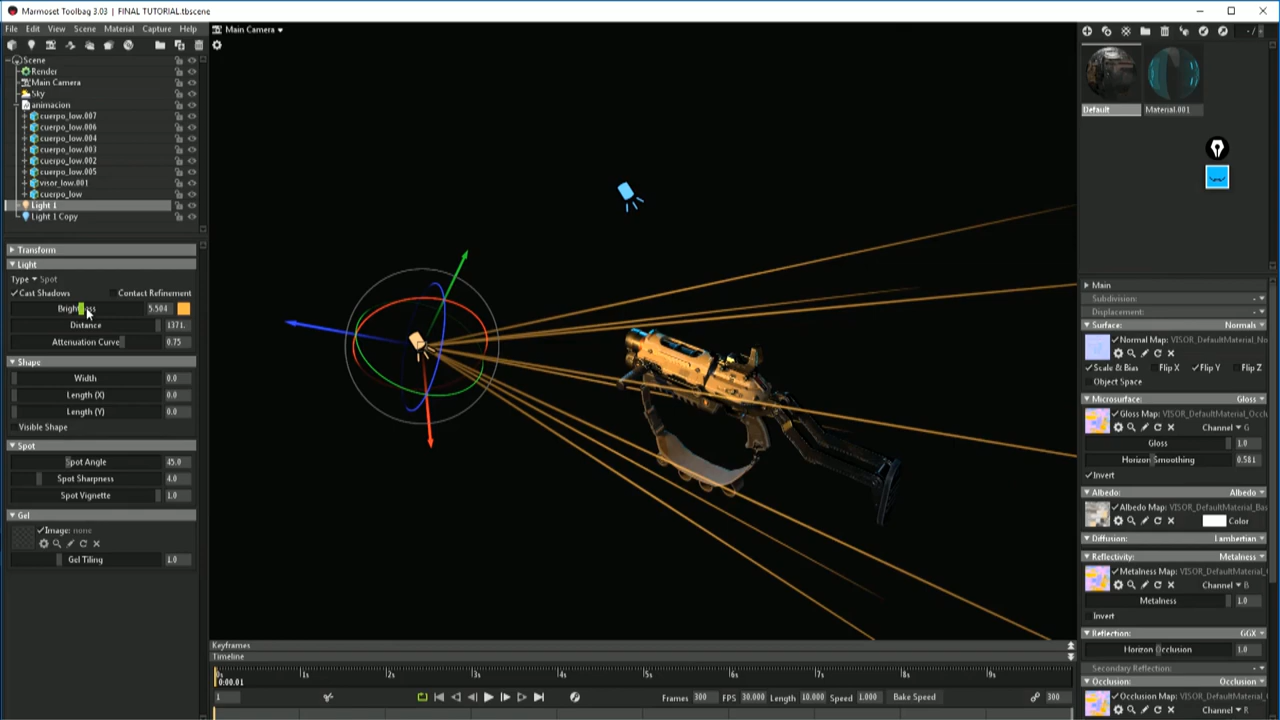 Marmoset Toolbag 3.03 | FINAL TUTORIAL.tbscene
File Edit View Scene Material Capture Help
Main Camera
Scene
Render
Main Camera
Sky
animacion
cuerpo_low.007
cuerpo_low.006
cuerpo_low.004
cuerpo_low.003
cuerpo_low.002
cuerpo_low.005
visor_low.001
cuerpo_low
Light 1
Light 1 Copy
Transform
Light
Type Spot
Cast Shadows Contact Refinement
Brightness 5.504
Distance 1371.
Attenuation Curve 0.75
Shape
Width 0.0
Length (X) 0.0
Length (Y) 0.0
Visible Shape
Spot
Spot Angle 45.0
Spot Sharpness 4.0
Spot Vignette 1.0
Gel
Image: none
Gel Tiling 1.0
Keyframes
Timeline
0s 1s 2s 3s 4s 5s 6s 7s 8s 9s
0:00.01
1 Frames 300 FPS 30.000 Length 10.000 Speed 1.000 Bake Speed 300
Default Material.001
Main
Subdivision:
Displacement:
Surface: Normals
Normal Map: VISOR_DefaultMaterial_No
Scale & Bias Flip X Flip Y Flip Z
Object Space
Microsurface: Gloss
Gloss Map: VISOR_DefaultMaterial_Occlu
Channel G
Gloss 1.0
Horizon Smoothing 0.581
Invert
Albedo: Albedo
Albedo Map: VISOR_DefaultMaterial_Bas
Color
Diffusion: Lambertian
Reflectivity: Metalness
Metalness Map: VISOR_DefaultMaterial_
Channel B
Metalness 1.0
Invert
Reflection: GGX
Horizon Occlusion 1.0
Secondary Reflection:
Occlusion: Occlusion
Occlusion Map: VISOR_DefaultMaterial_
Channel R